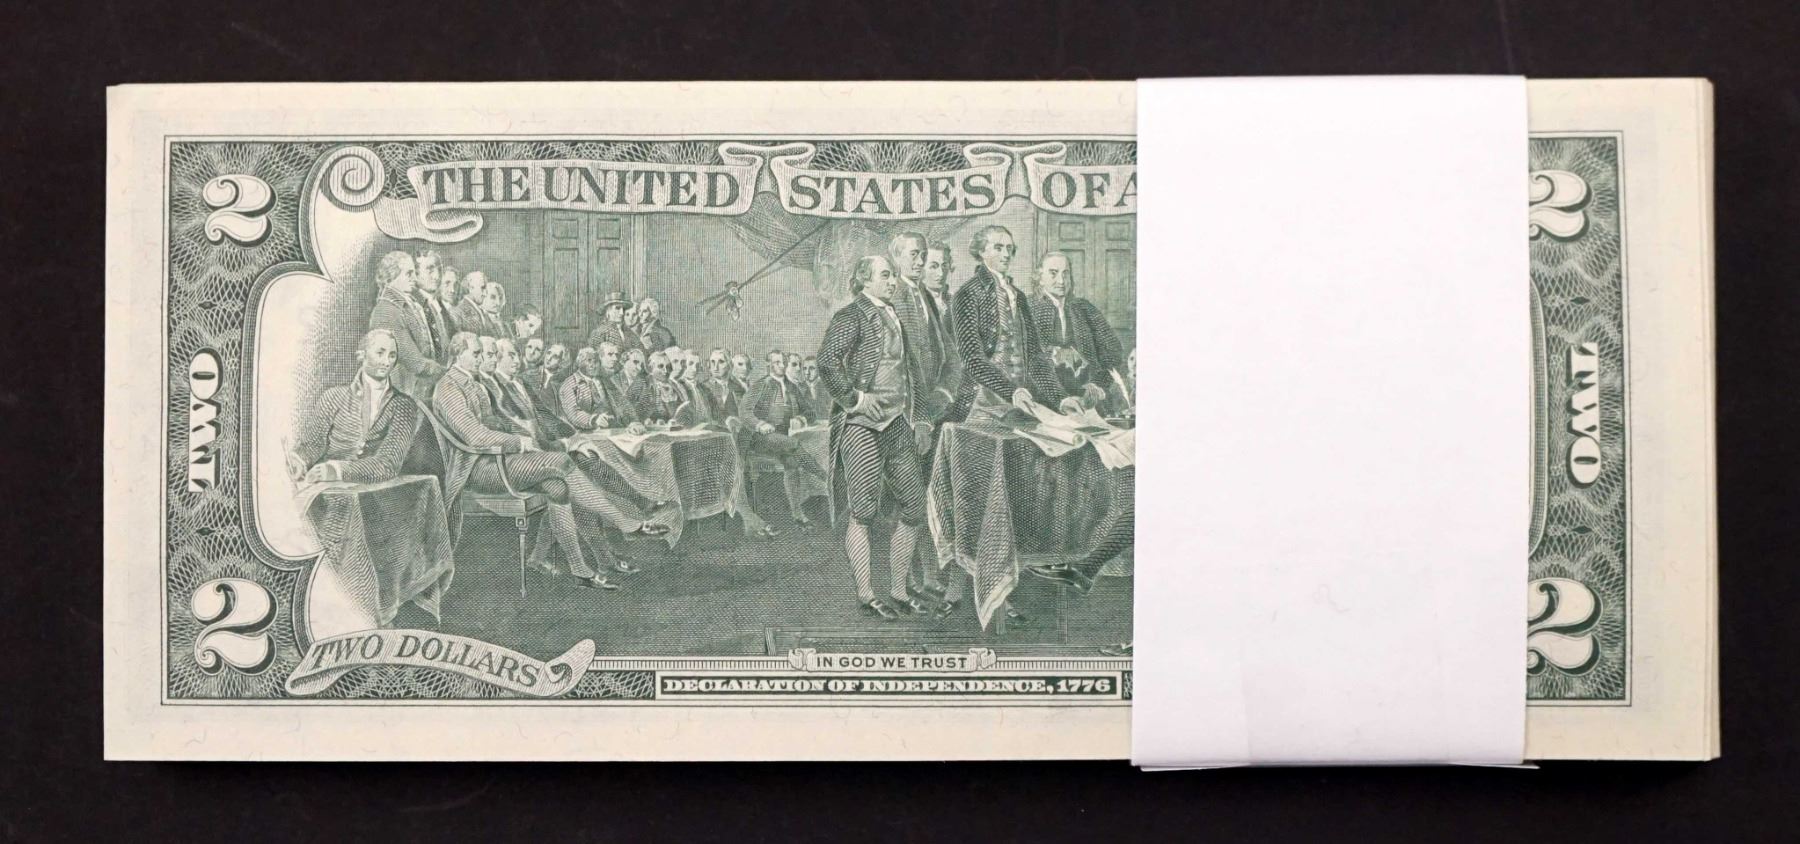 2 THE UNITED STATES OF A 2
TWO
TWO
2 TWO DOLLARS 2
IN GOD WE TRUST
DECLARATION OF INDEPENDENCE, 1776